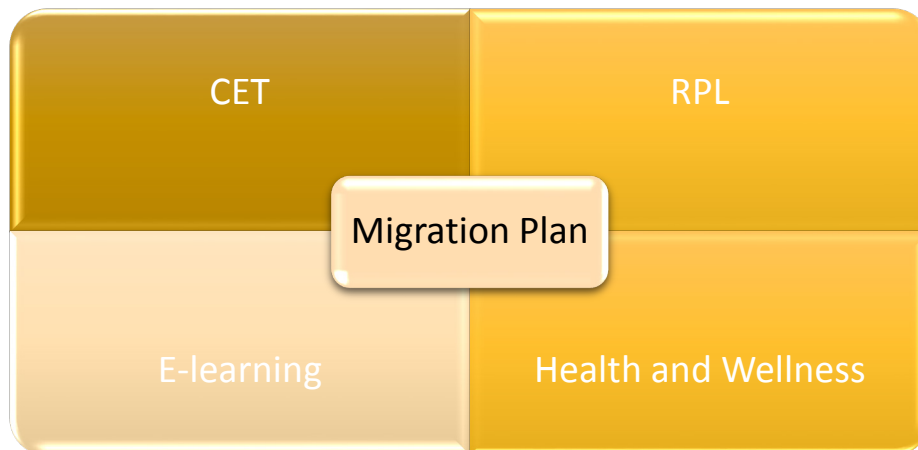 CET
RPL
Migration Plan
E-learning
Health and Wellness